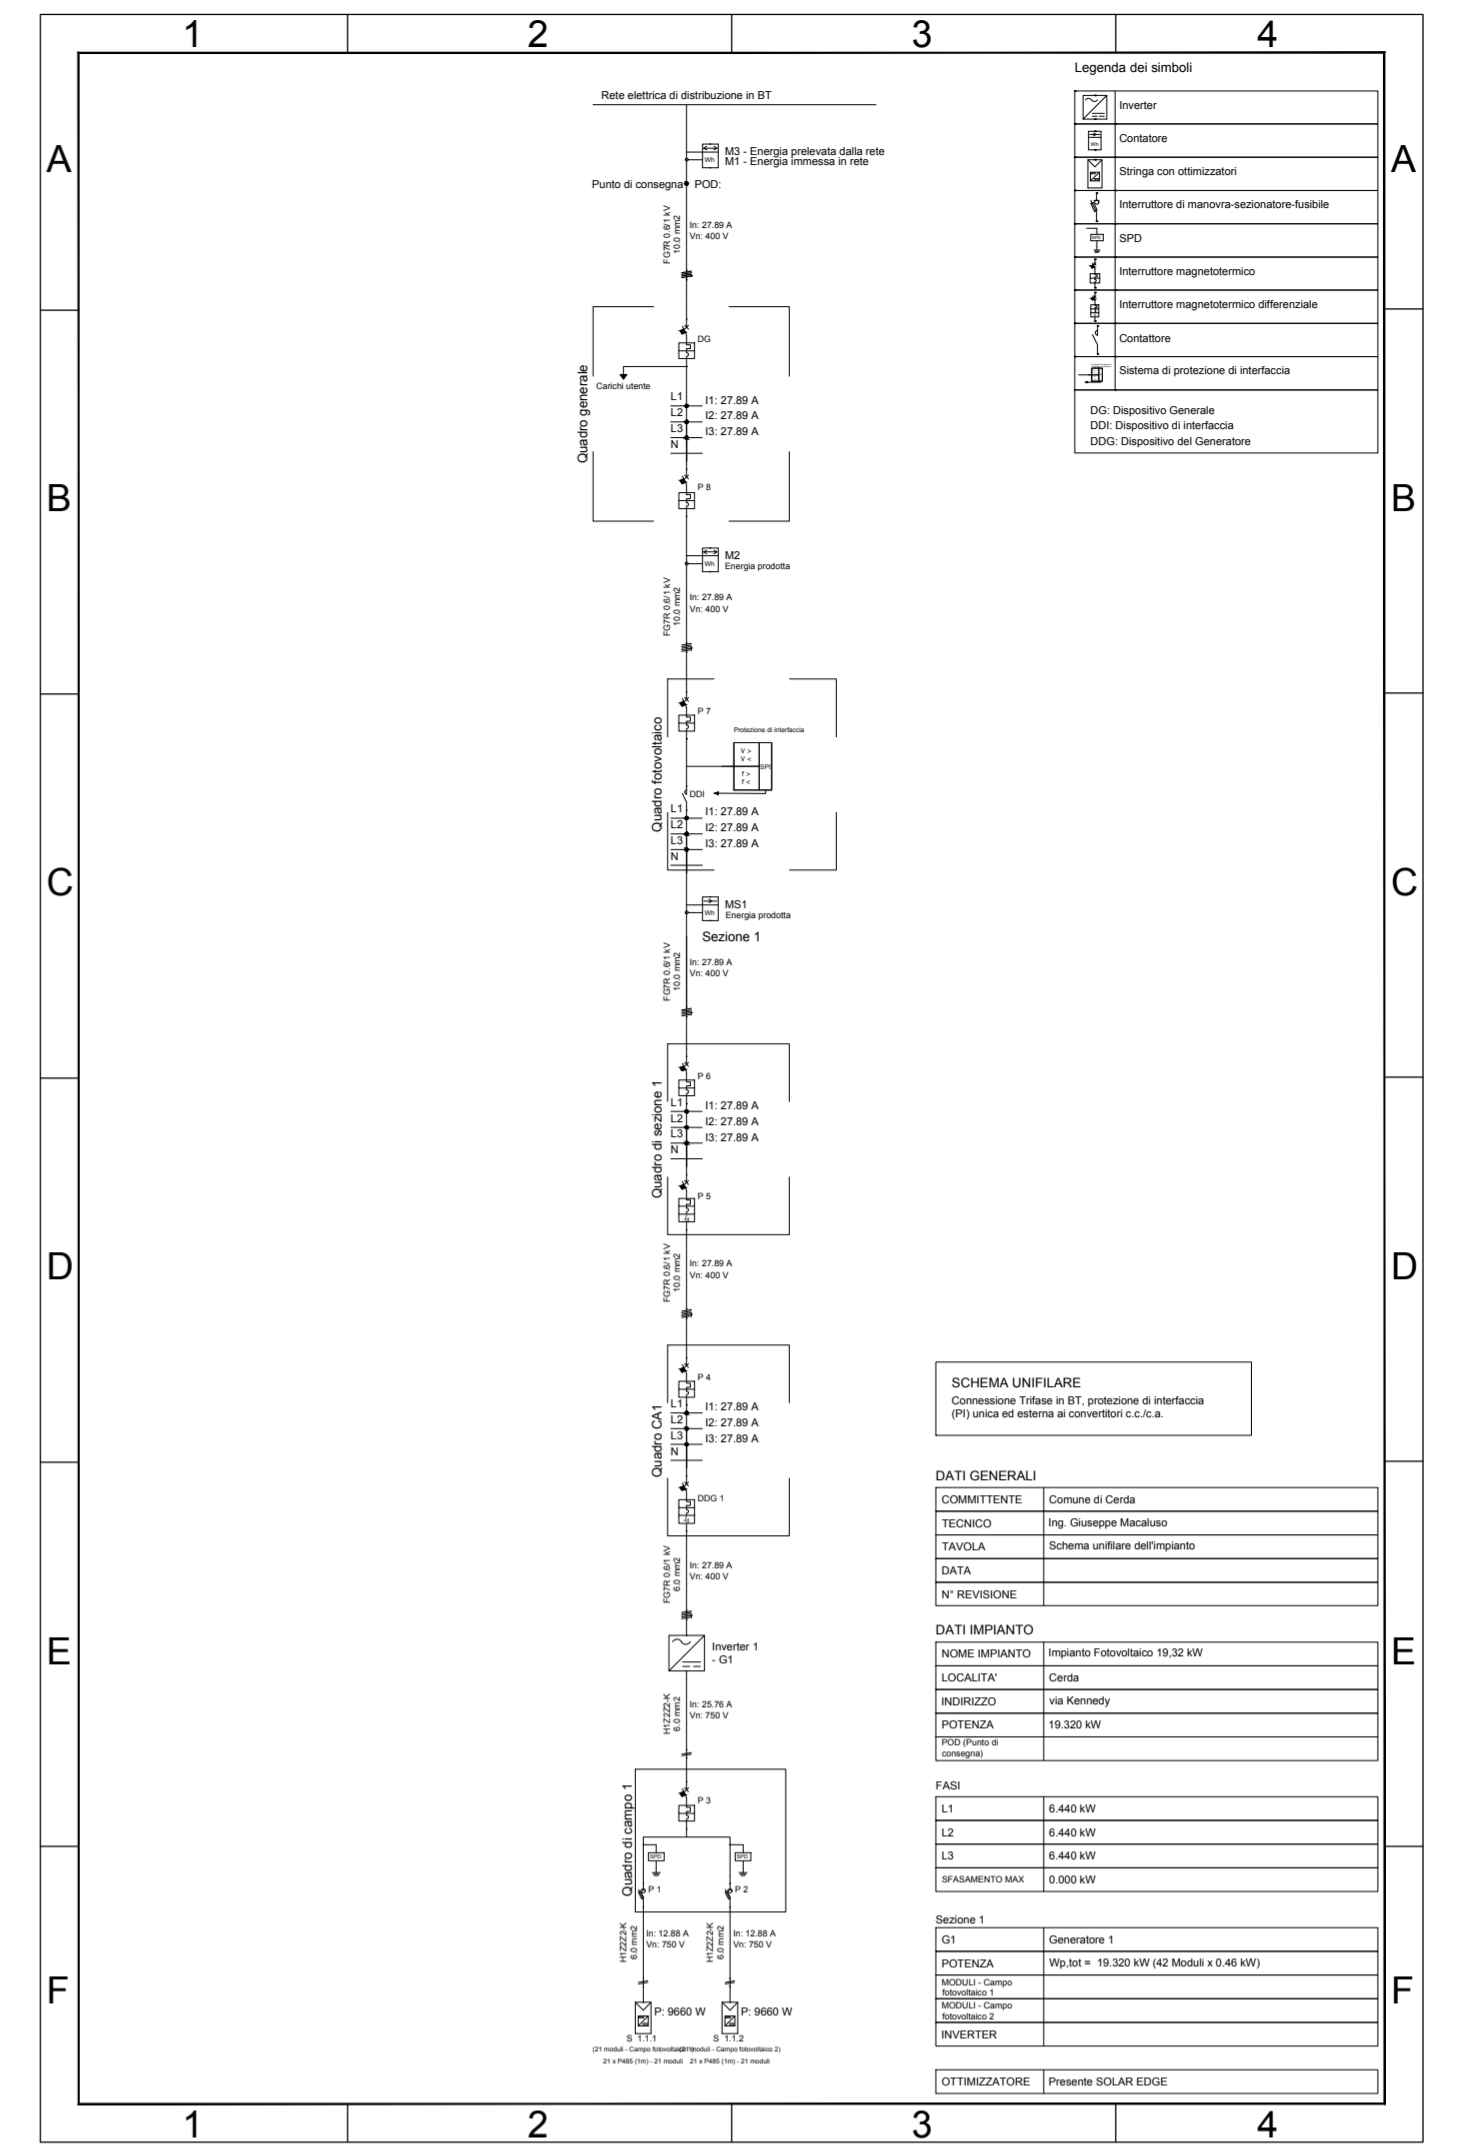 1
2
3
4
Rete elettrica di distribuzione in BT
M3 - Energia prelevata dalla rete
M1 - Energia immessa in rete
Wh
Punto di consegna
POD:
FG7R 0.6/1 kV
10.0 mm2
In: 27.89 A
Vn: 400 V
A
A
Legenda dei simboli
Inverter
Wh
Contatore
Stringa con ottimizzatori
Interruttore di manovra-sezionatore-fusibile
SPD
SPD
Interruttore magnetotermico
Interruttore magnetotermico differenziale
Contattore
Sistema di protezione di interfaccia
DG: Dispositivo Generale
DDI: Dispositivo di interfaccia
DDG: Dispositivo del Generatore
Quadro generale
DG
Carichi utente
L1
I1: 27.89 A
L2
I2: 27.89 A
L3
I3: 27.89 A
N
P 8
B
B
M2
Energia prodotta
Wh
FG7R 0.6/1 kV
10.0 mm2
In: 27.89 A
Vn: 400 V
Quadro fotovoltaico
P 7
Protezione di interfaccia
V >
V <
f >
f <
SPI
DDI
L1
I1: 27.89 A
L2
I2: 27.89 A
L3
I3: 27.89 A
N
C
C
MS1
Energia prodotta
Wh
Sezione 1
FG7R 0.6/1 kV
10.0 mm2
In: 27.89 A
Vn: 400 V
Quadro di sezione 1
P 6
L1
I1: 27.89 A
L2
I2: 27.89 A
L3
I3: 27.89 A
N
P 5
D
D
FG7R 0.6/1 kV
10.0 mm2
In: 27.89 A
Vn: 400 V
Quadro CA1
P 4
L1
I1: 27.89 A
L2
I2: 27.89 A
L3
I3: 27.89 A
N
DDG 1
FG7R 0.6/1 kV
6.0 mm2
In: 27.89 A
Vn: 400 V
E
E
Inverter 1
- G1
H1Z2Z2-K
6.0 mm2
In: 25.76 A
Vn: 750 V
Quadro di campo 1
P 3
SPD
SPD
P 1
P 2
H1Z2Z2-K
6.0 mm2
In: 12.88 A
Vn: 750 V
H1Z2Z2-K
6.0 mm2
In: 12.88 A
Vn: 750 V
F
F
P: 9660 W
P: 9660 W
S 1.1.1
S 1.1.2
(21 moduli - Campo fotovoltaico 1)
(21 moduli - Campo fotovoltaico 2)
21 x P485 (1m) - 21 moduli
21 x P485 (1m) - 21 moduli
SCHEMA UNIFILARE
Connessione Trifase in BT, protezione di interfaccia
(PI) unica ed esterna ai convertitori c.c./c.a.
DATI GENERALI
COMMITTENTE Comune di Cerda
TECNICO Ing. Giuseppe Macaluso
TAVOLA Schema unifilare dell'impianto
DATA
N° REVISIONE
DATI IMPIANTO
NOME IMPIANTO Impianto Fotovoltaico 19,32 kW
LOCALITA' Cerda
INDIRIZZO via Kennedy
POTENZA 19.320 kW
POD (Punto di
consegna)
FASI
L1 6.440 kW
L2 6.440 kW
L3 6.440 kW
SFASAMENTO MAX 0.000 kW
Sezione 1
G1 Generatore 1
POTENZA Wp,tot = 19.320 kW (42 Moduli x 0.46 kW)
MODULI - Campo
fotovoltaico 1
MODULI - Campo
fotovoltaico 2
INVERTER
OTTIMIZZATORE Presente SOLAR EDGE
1
2
3
4